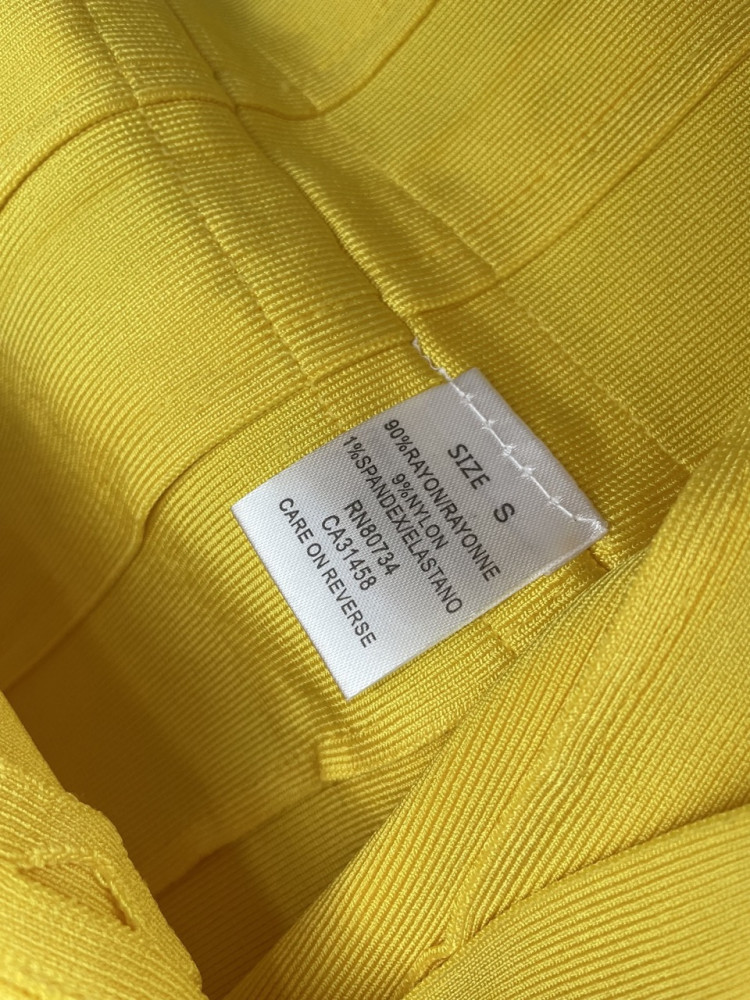 SIZE S
90%RAYON/RAYONNE
9%NYLON
1%SPANDEX/ELASTANO
RN80734
CA31458
CARE ON REVERSE